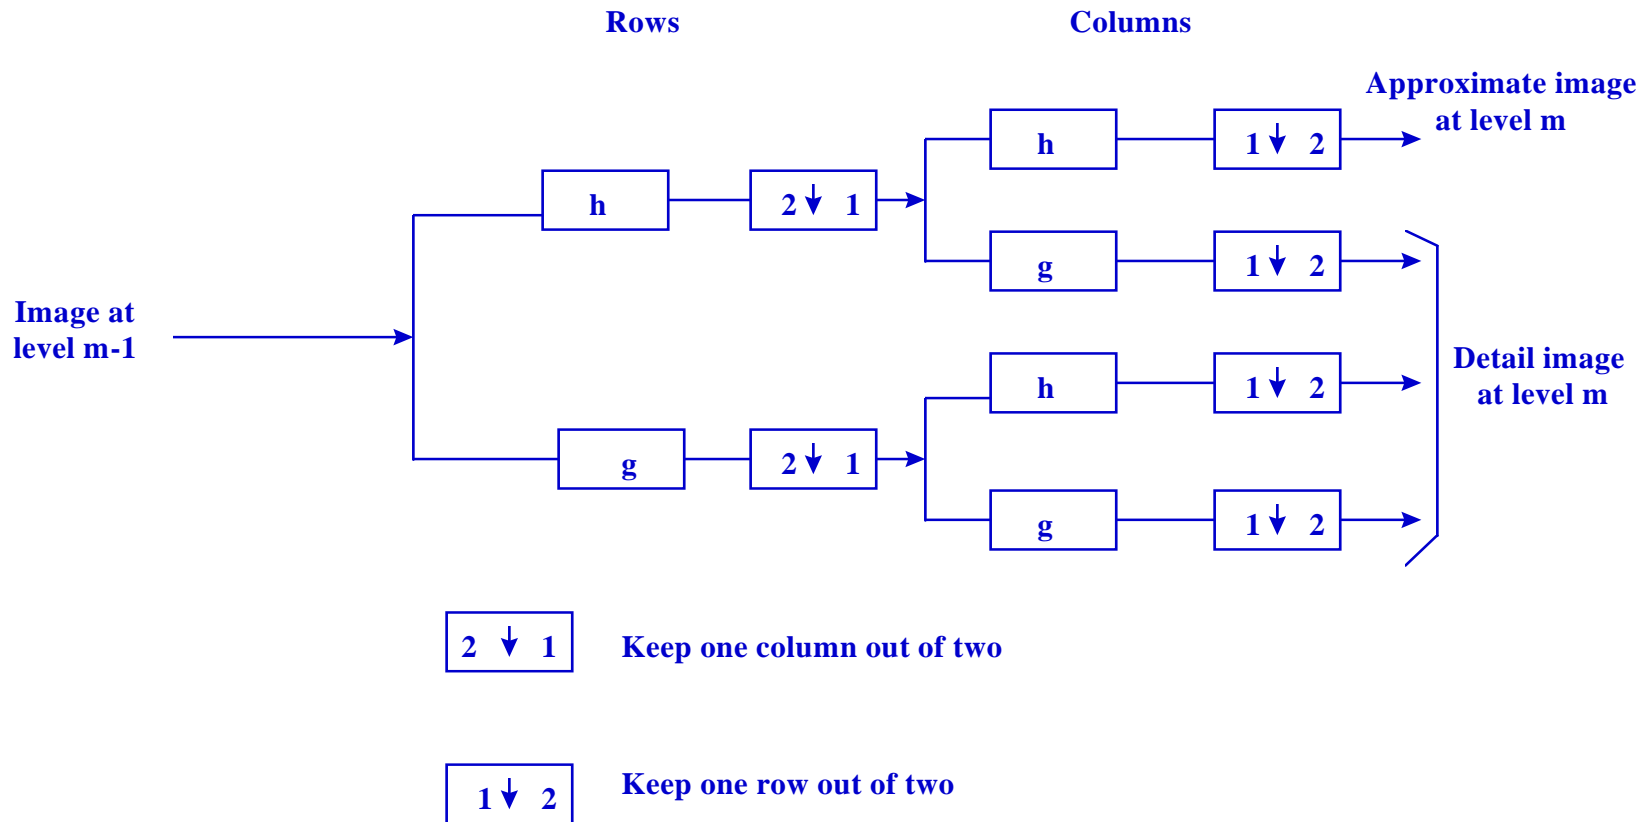 Rows
Columns
Approximate image
at level m
h
1 ↓ 2
h
2 ↓ 1
g
1 ↓ 2
Image at
level m-1
h
1 ↓ 2
Detail image
at level m
g
2 ↓ 1
g
1 ↓ 2
2 ↓ 1
Keep one column out of two
1 ↓ 2
Keep one row out of two